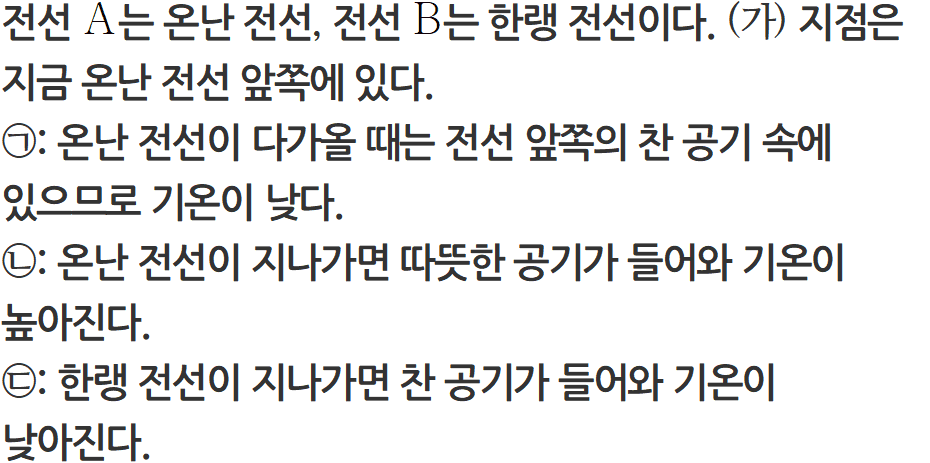 전선 A는 온난 전선, 전선 B는 한랭 전선이다. (가) 지점은
지금 온난 전선 앞쪽에 있다.
㉠: 온난 전선이 다가올 때는 전선 앞쪽의 찬 공기 속에
있으므로 기온이 낮다.
㉡: 온난 전선이 지나가면 따뜻한 공기가 들어와 기온이
높아진다.
㉢: 한랭 전선이 지나가면 찬 공기가 들어와 기온이
낮아진다.